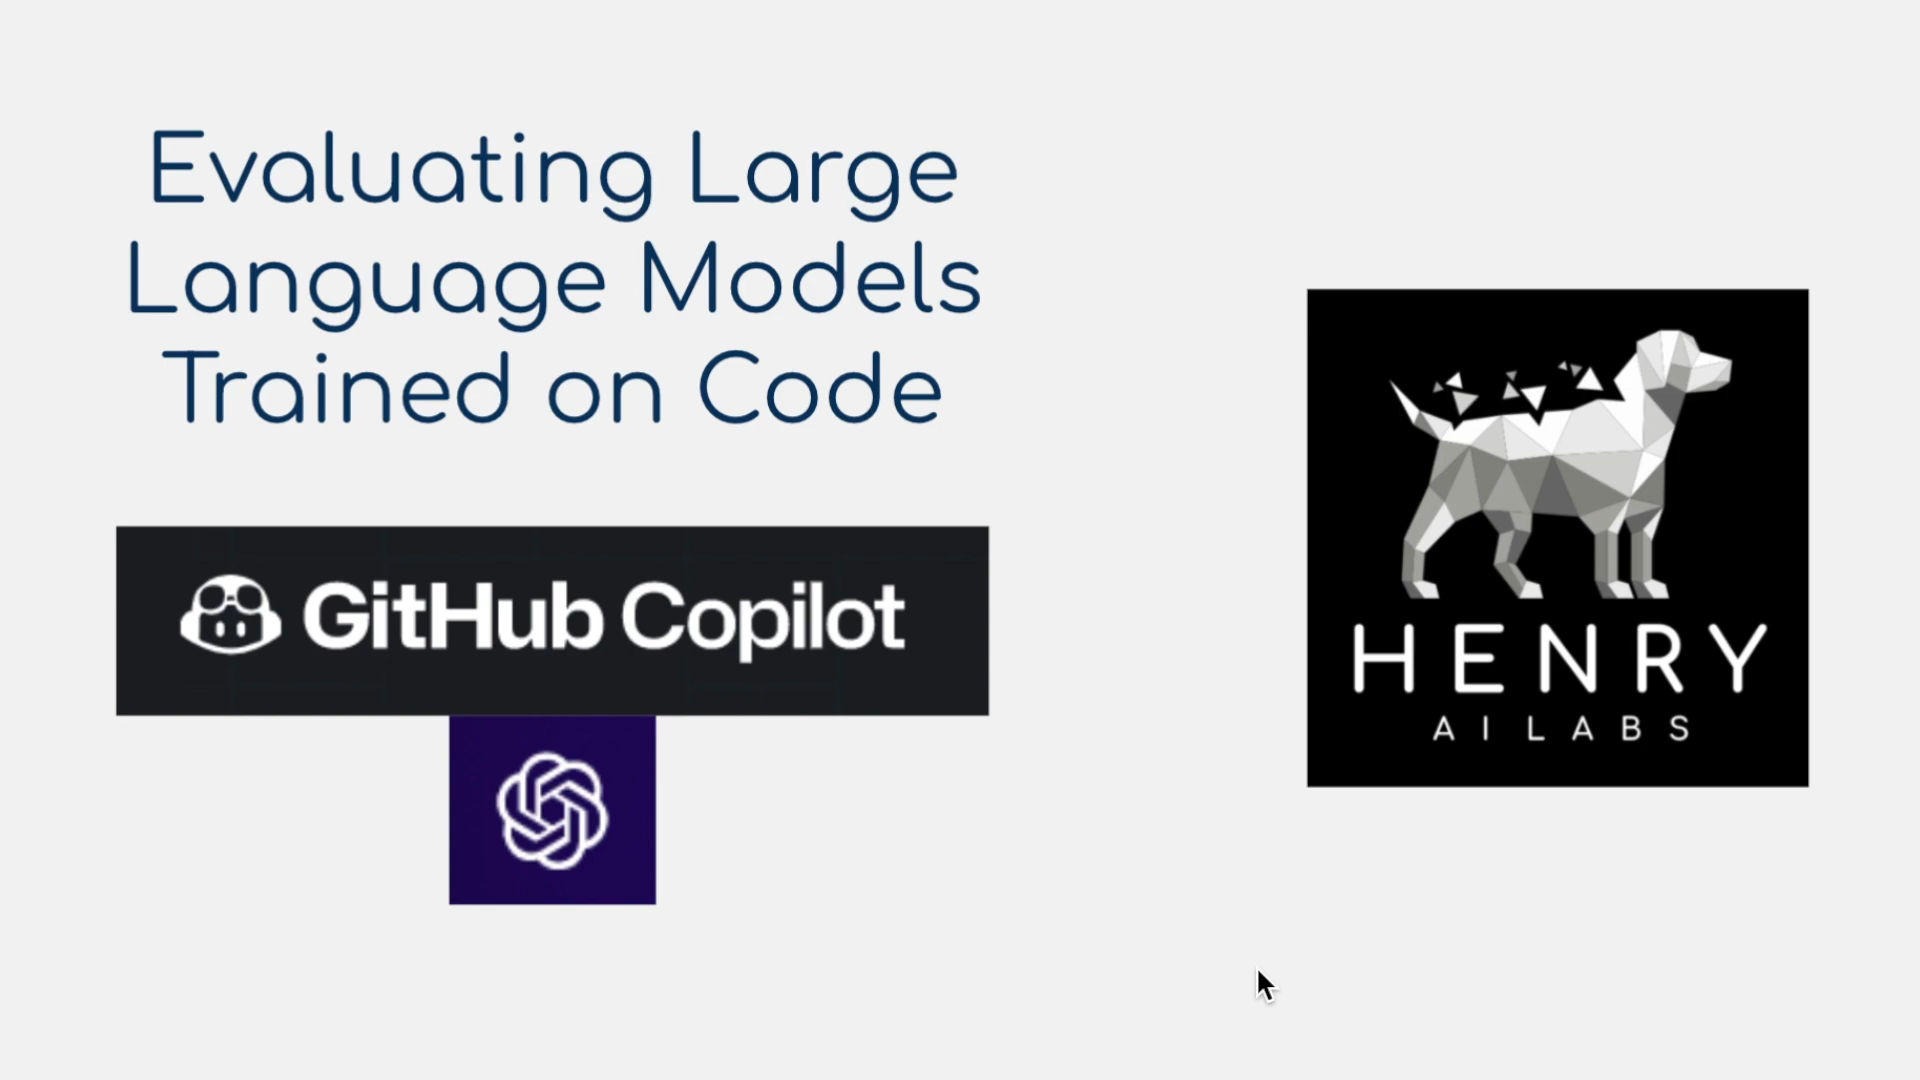 Evaluating Large
Language Models
Trained on Code
GitHub Copilot
HENRY
AI LABS